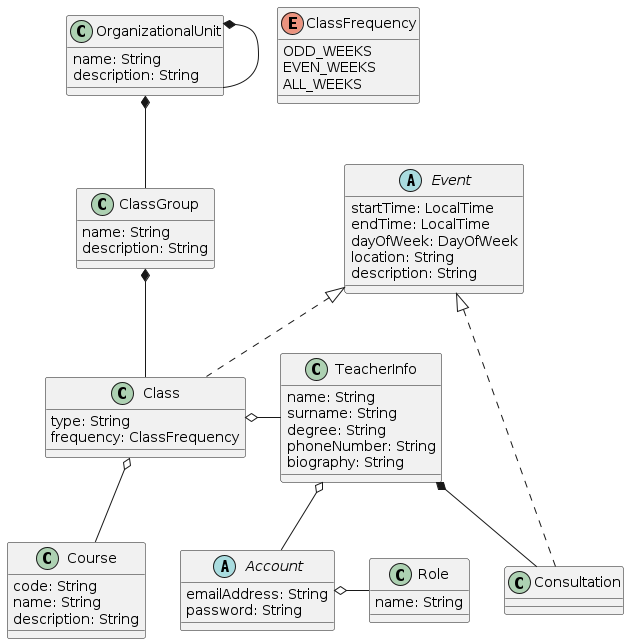 C OrganizationalUnit
name: String
description: String
E ClassFrequency
ODD_WEEKS
EVEN_WEEKS
ALL_WEEKS
C ClassGroup
name: String
description: String
A Event
startTime: LocalTime
endTime: LocalTime
dayOfWeek: DayOfWeek
location: String
description: String
C Class
type: String
frequency: ClassFrequency
C TeacherInfo
name: String
surname: String
degree: String
phoneNumber: String
biography: String
C Course
code: String
name: String
description: String
A Account
emailAddress: String
password: String
C Role
name: String
C Consultation